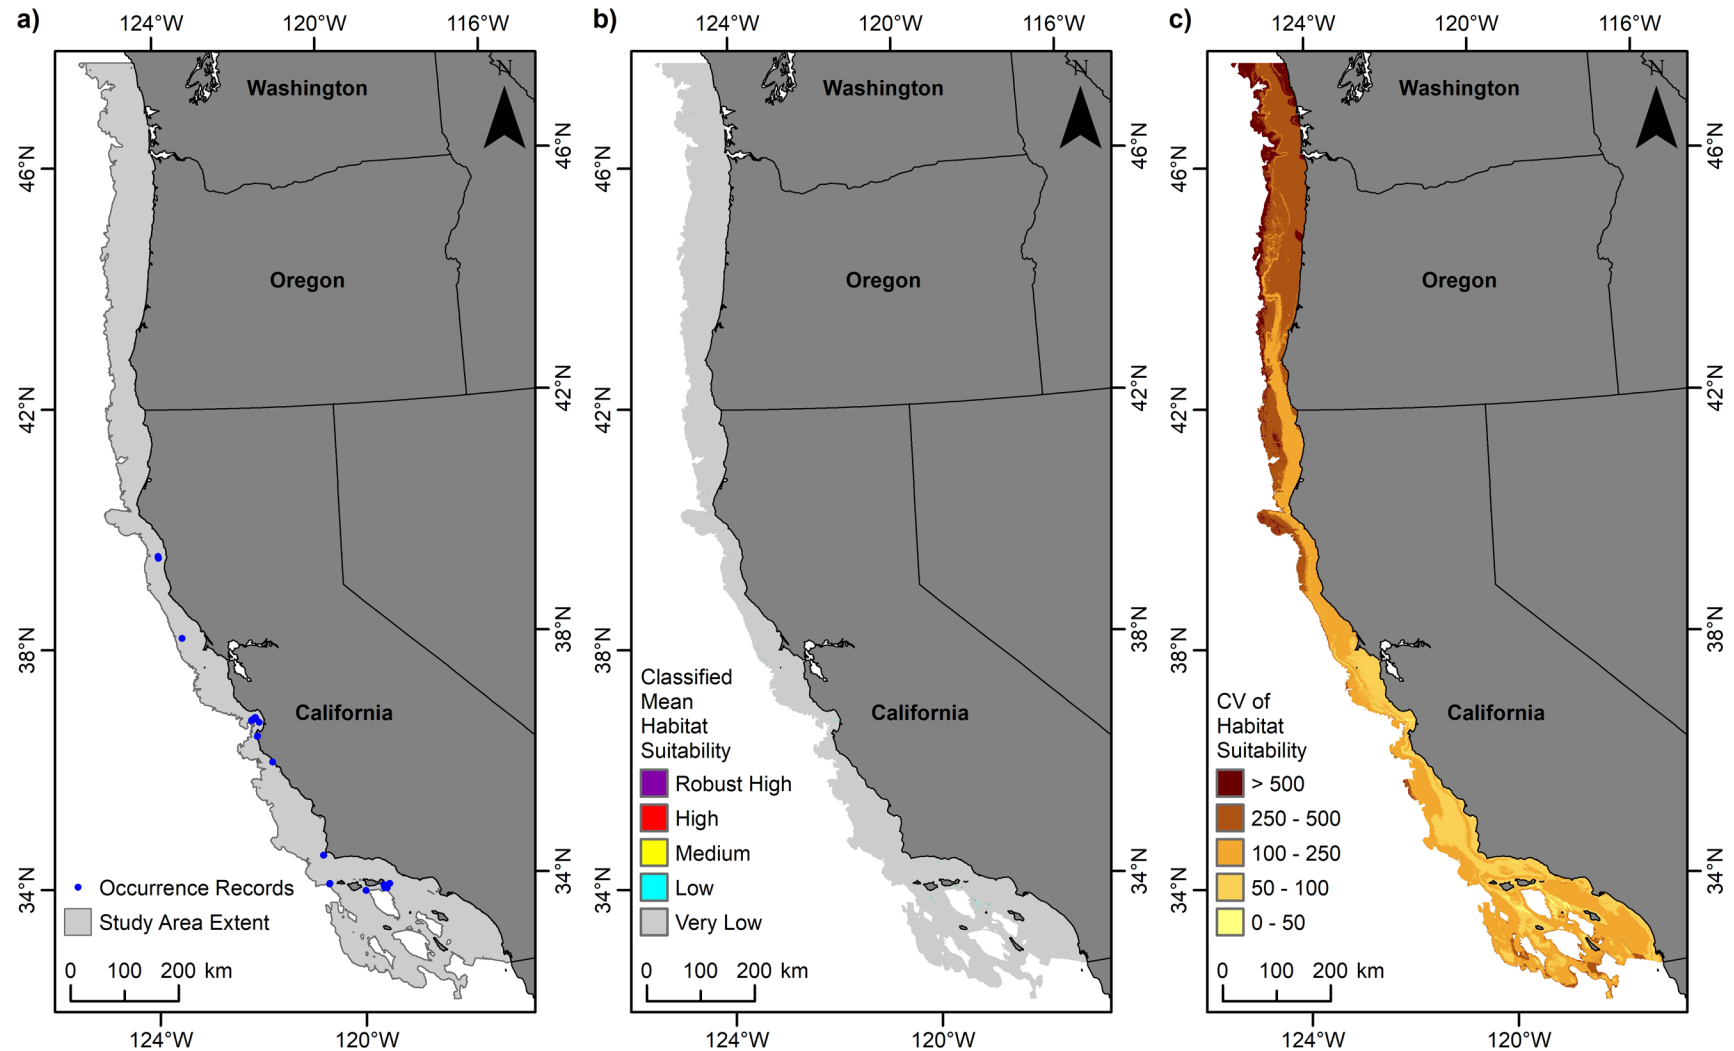 a)
124°W 120°W 116°W
N
Washington
46°N
46°N
Oregon
42°N
42°N
38°N
38°N
California
34°N
34°N
Occurrence Records
Study Area Extent
0 100 200 km
124°W 120°W
b)
124°W 120°W 116°W
N
Washington
46°N
46°N
Oregon
42°N
42°N
38°N
38°N
California
Classified
Mean
Habitat
Suitability
Robust High
High
Medium
Low
Very Low
34°N
34°N
0 100 200 km
124°W 120°W
c)
124°W 120°W 116°W
N
Washington
46°N
46°N
Oregon
42°N
42°N
38°N
38°N
California
CV of
Habitat
Suitability
> 500
250 - 500
100 - 250
50 - 100
0 - 50
34°N
34°N
0 100 200 km
124°W 120°W